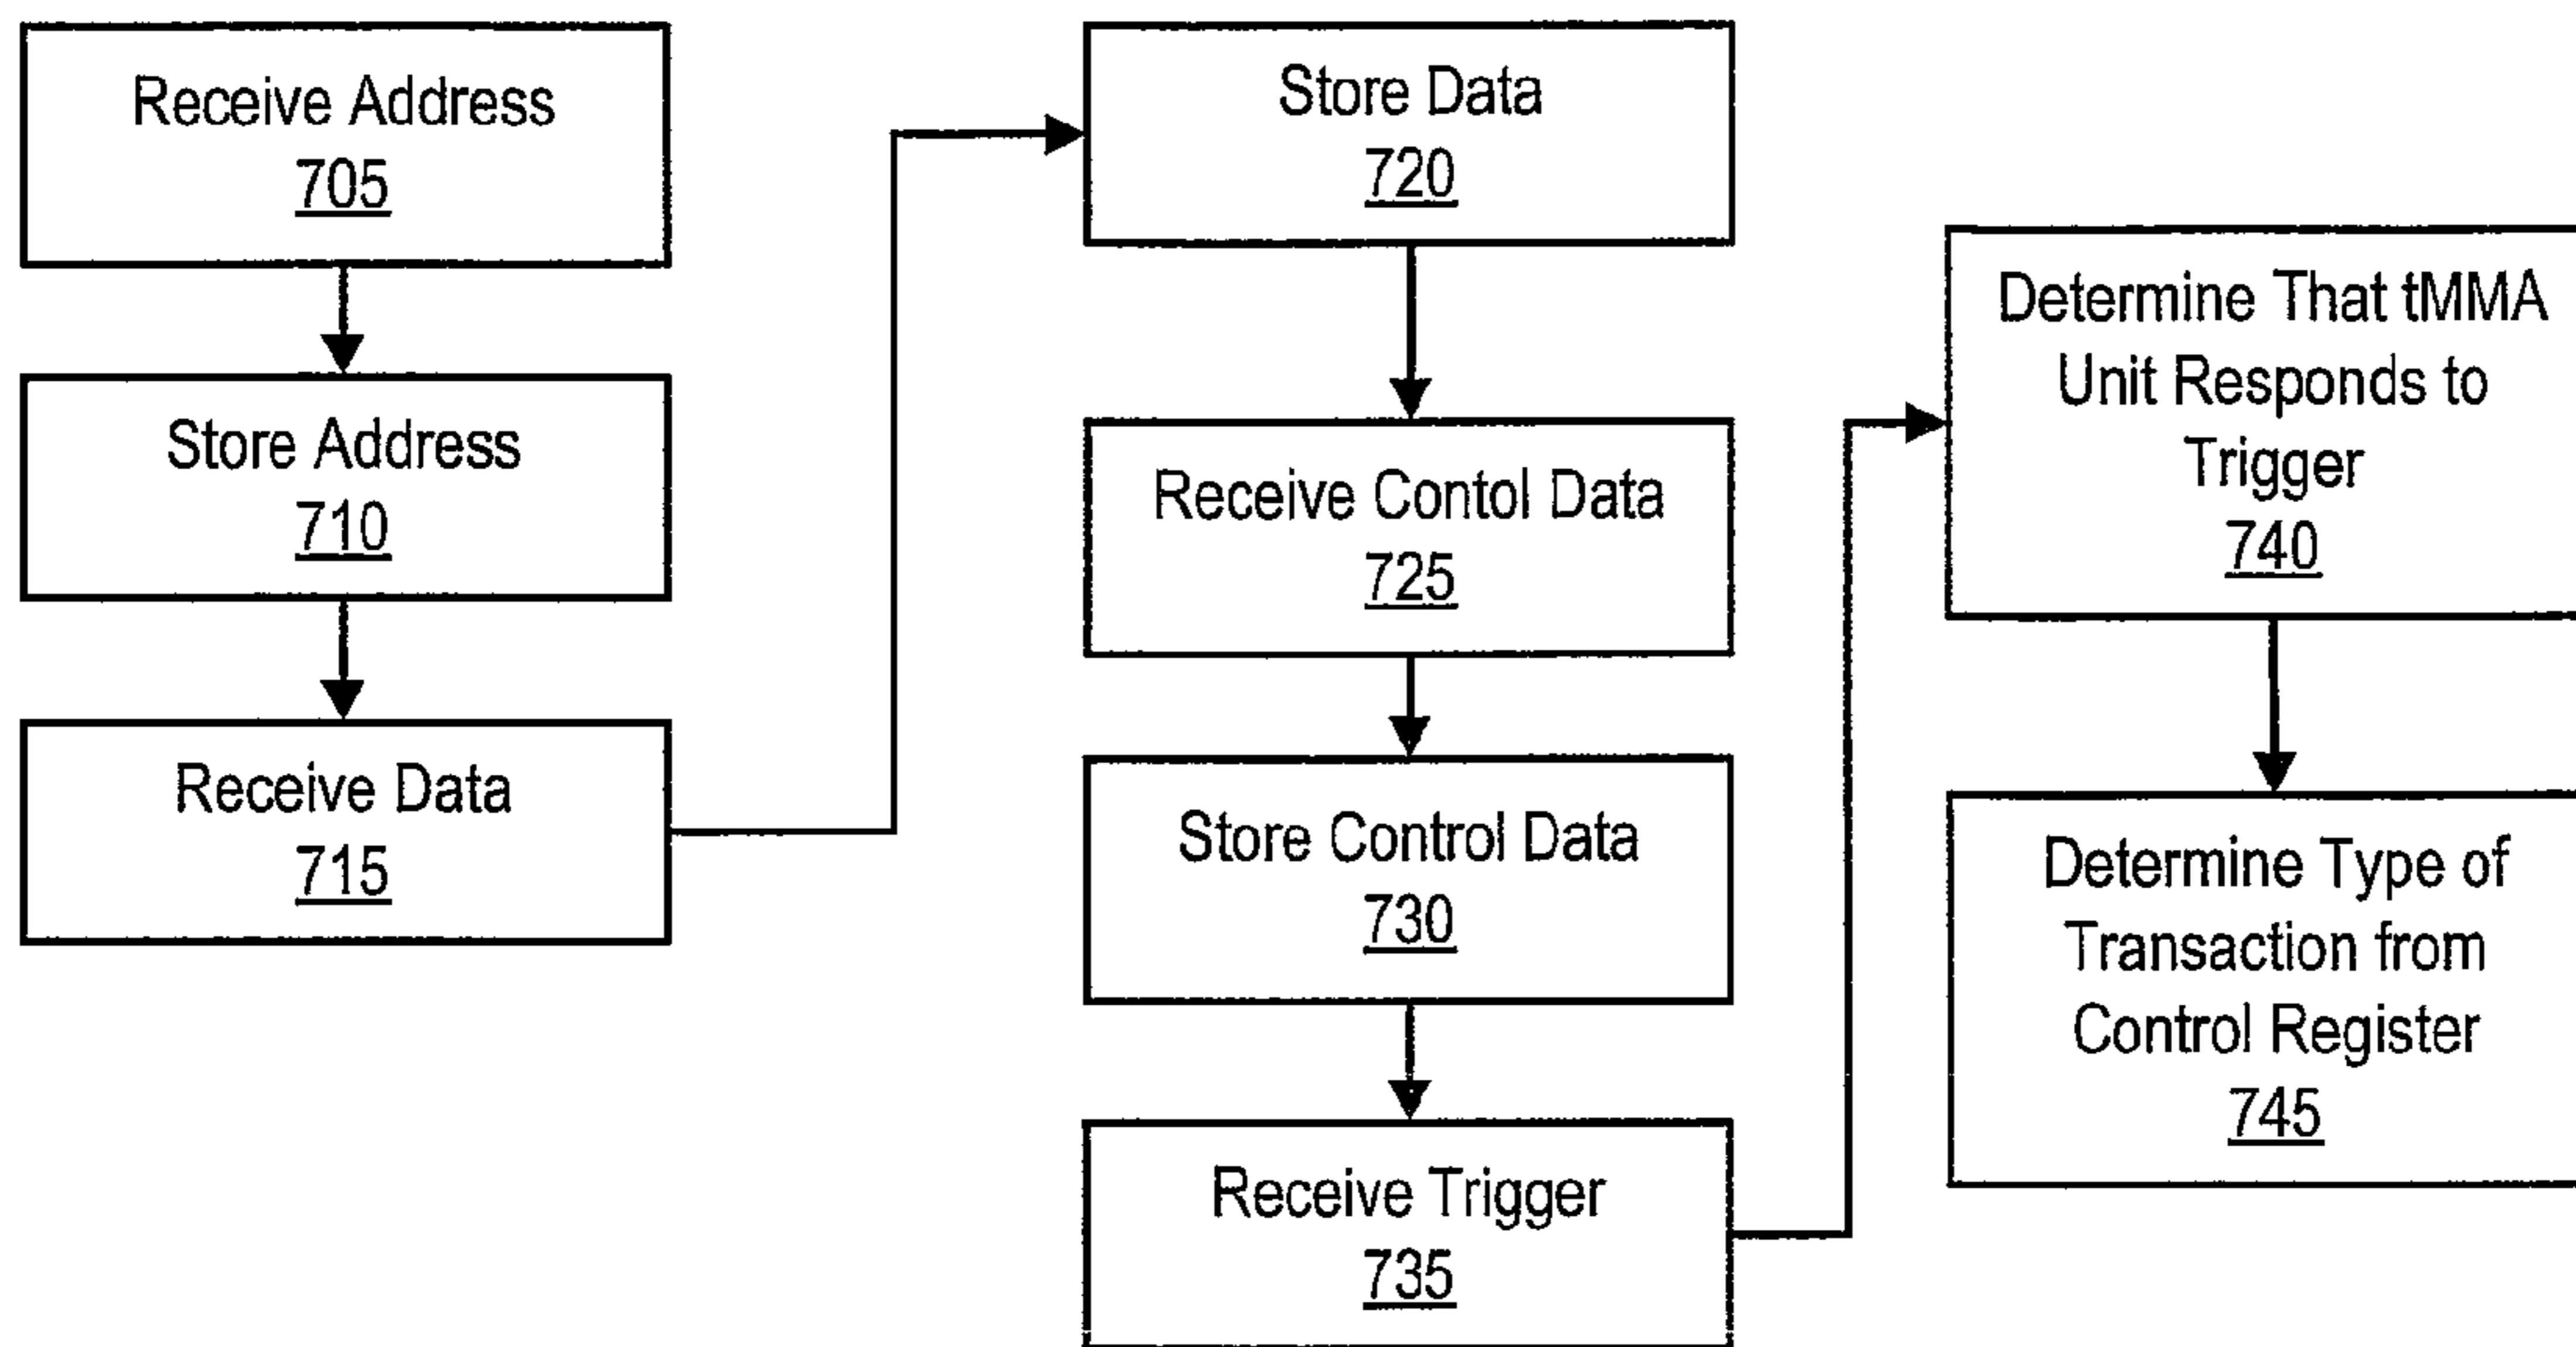 Receive Address
705
Store Address
710
Receive Data
715
Store Data
720
Receive Contol Data
725
Store Control Data
730
Receive Trigger
735
Determine That tMMA
Unit Responds to
Trigger
740
Determine Type of
Transaction from
Control Register
745